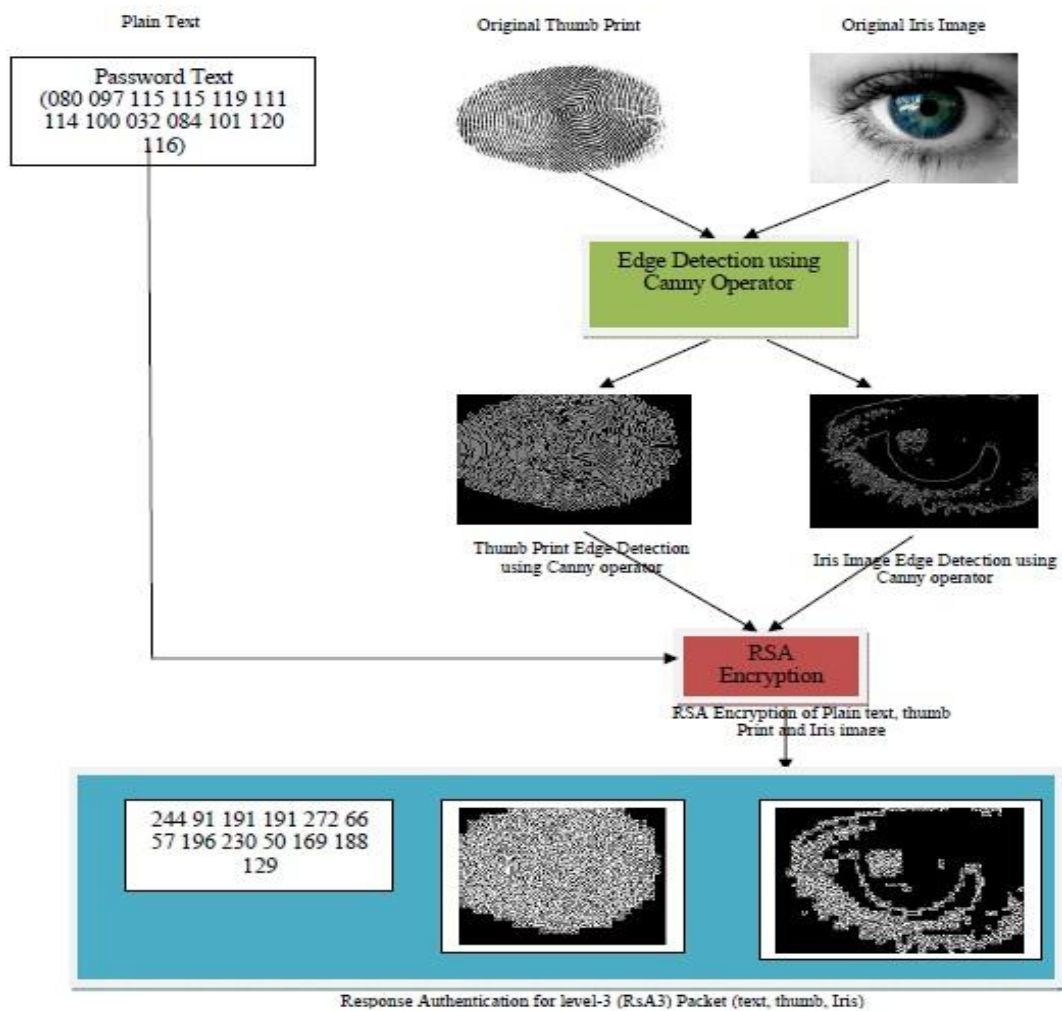 Plain Text
Original Thumb Print
Original Iris Image
Password Text
(080 097 115 115 119 111
114 100 032 084 101 120
116)
Edge Detection using
Canny Operator
Thumb Print Edge Detection
using Canny operator
Iris Image Edge Detection using
Canny operator
RSA
Encryption
RSA Encryption of Plain text, thumb
Print and Iris image
244 91 191 191 272 66
57 196 230 50 169 188
129
Response Authentication for level-3 (RsA3) Packet (text, thumb, Iris)